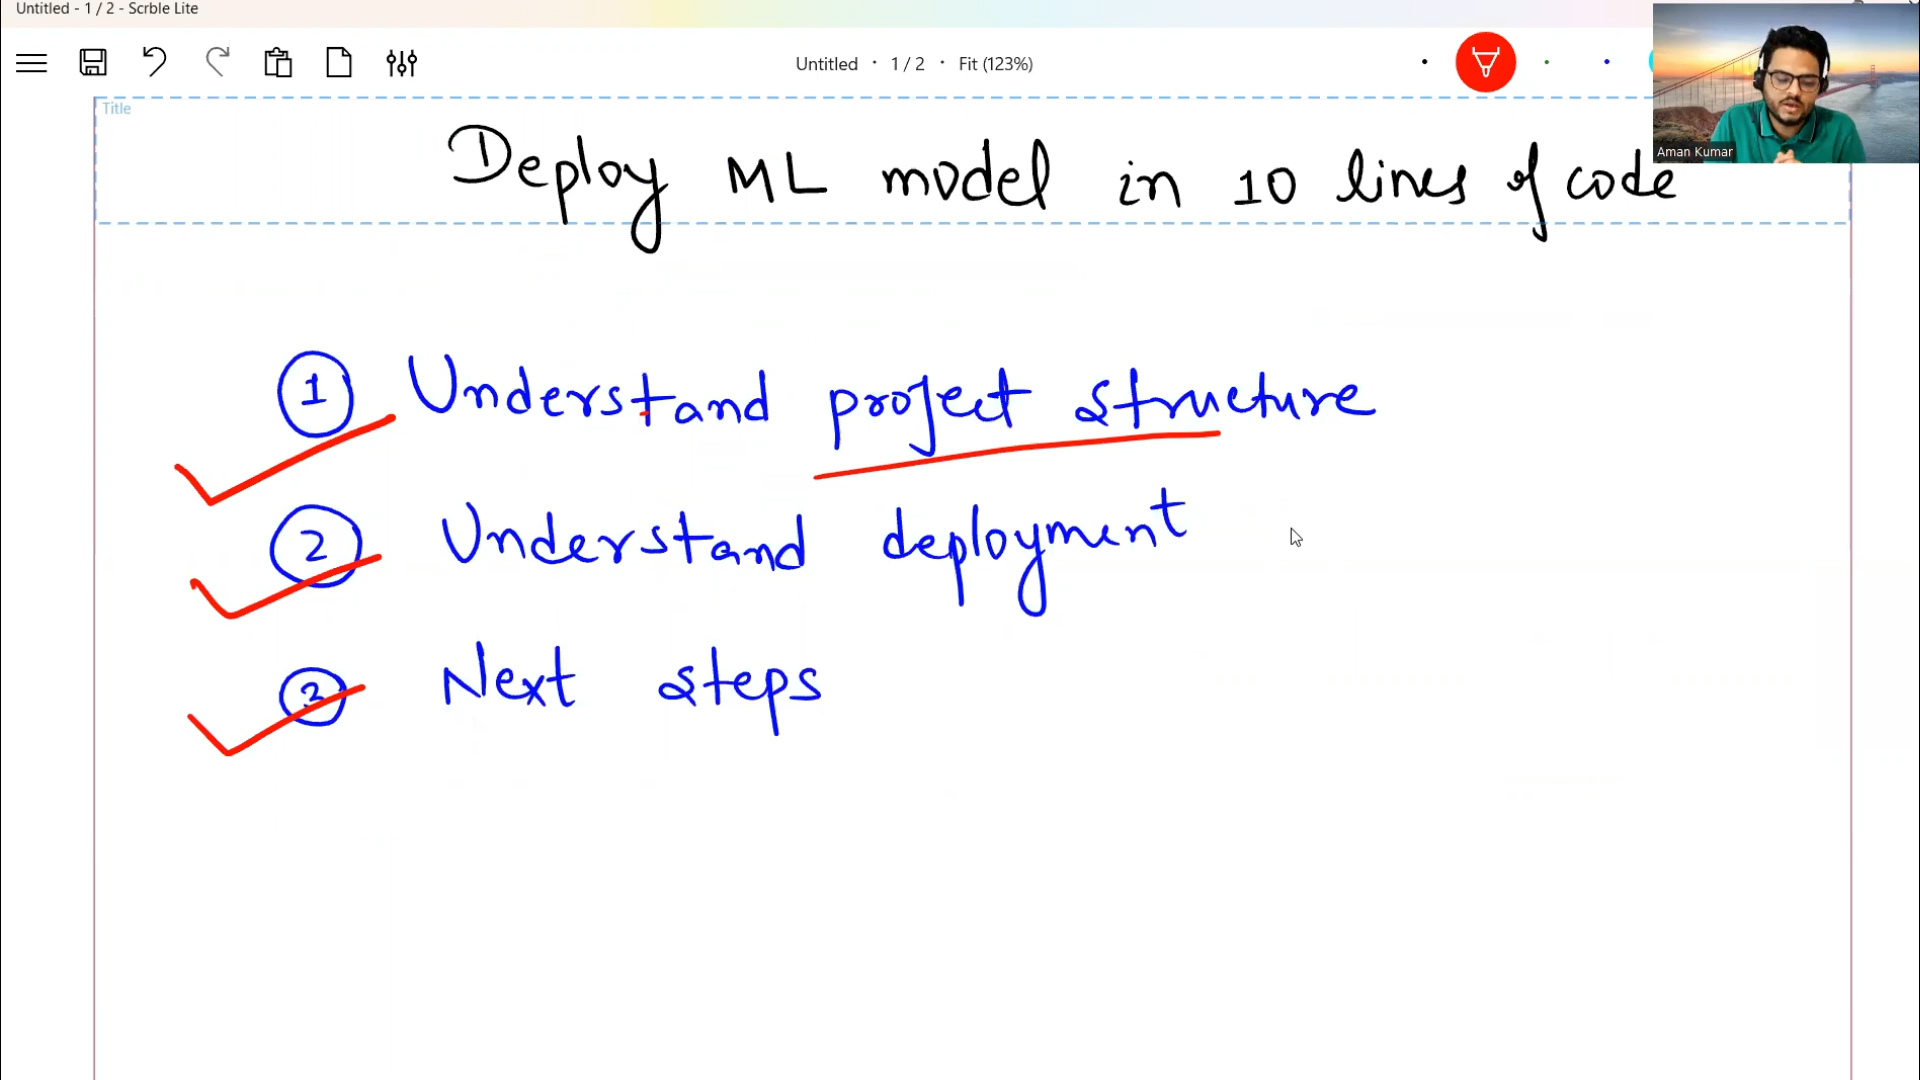 Untitled - 1 / 2 - Scrble Lite
Untitled · 1 / 2 · Fit (123%)
Aman Kumar
Title
Deploy ML model in 10 lines of code
1 Understand project structure
2 Understand deployment
3 Next steps